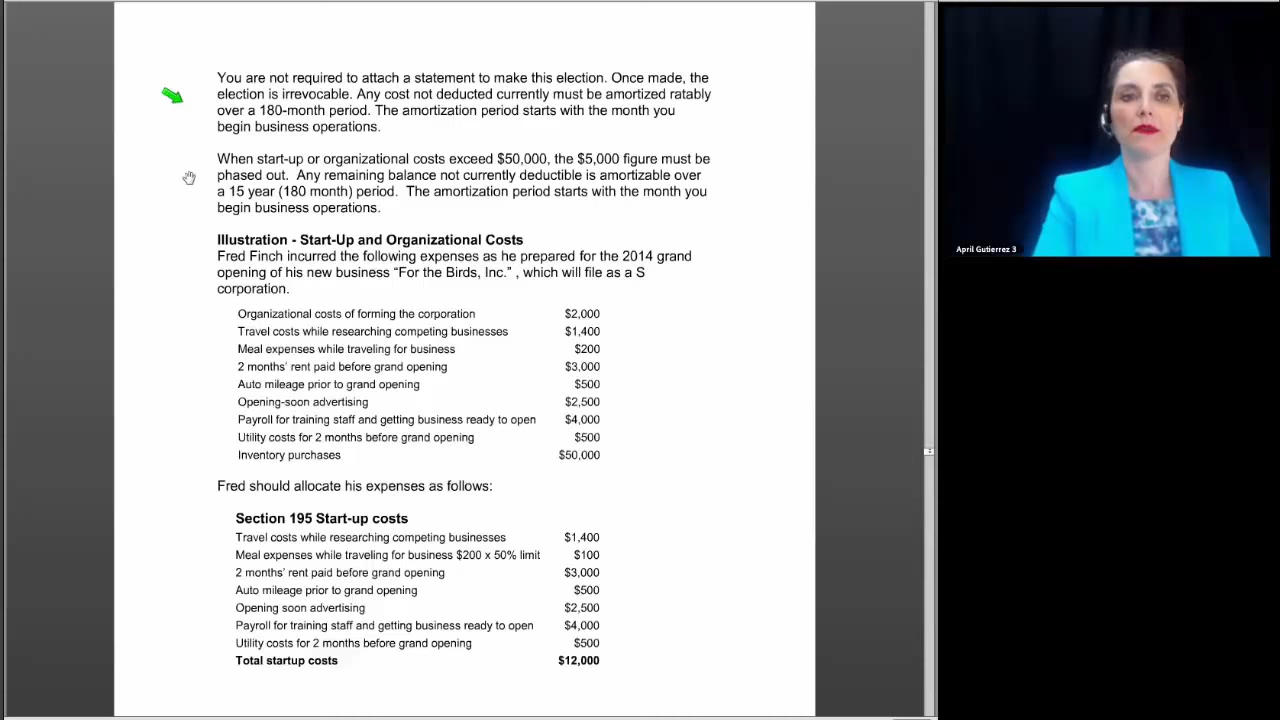 You are not required to attach a statement to make this election. Once made, the
election is irrevocable. Any cost not deducted currently must be amortized ratably
over a 180-month period. The amortization period starts with the month you
begin business operations.
When start-up or organizational costs exceed $50,000, the $5,000 figure must be
phased out.  Any remaining balance not currently deductible is amortizable over
a 15 year (180 month) period.  The amortization period starts with the month you
begin business operations.
Illustration - Start-Up and Organizational Costs
Fred Finch incurred the following expenses as he prepared for the 2014 grand
opening of his new business “For the Birds, Inc.” , which will file as a S
corporation.
Organizational costs of forming the corporation $2,000
Travel costs while researching competing businesses $1,400
Meal expenses while traveling for business $200
2 months’ rent paid before grand opening $3,000
Auto mileage prior to grand opening $500
Opening-soon advertising $2,500
Payroll for training staff and getting business ready to open $4,000
Utility costs for 2 months before grand opening $500
Inventory purchases $50,000
Fred should allocate his expenses as follows:
Section 195 Start-up costs
Travel costs while researching competing businesses $1,400
Meal expenses while traveling for business $200 x 50% limit $100
2 months’ rent paid before grand opening $3,000
Auto mileage prior to grand opening $500
Opening soon advertising $2,500
Payroll for training staff and getting business ready to open $4,000
Utility costs for 2 months before grand opening $500
Total startup costs $12,000
April Gutierrez 3